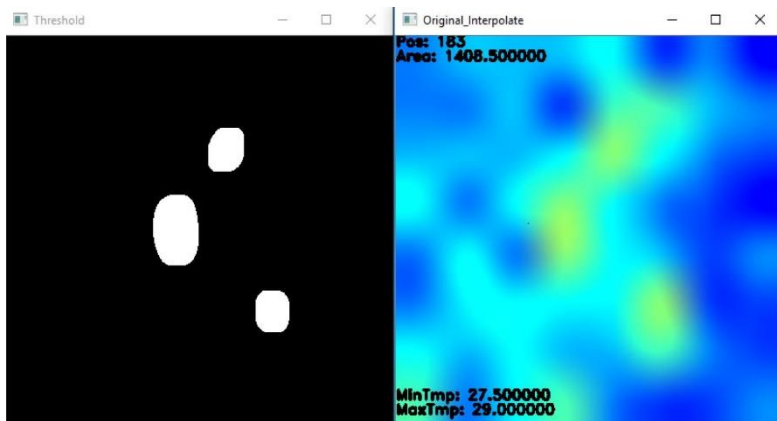 Threshold
Original_Interpolate
Pos: 183
Area: 1408.500000
MinTmp: 27.500000
MaxTmp: 29.000000